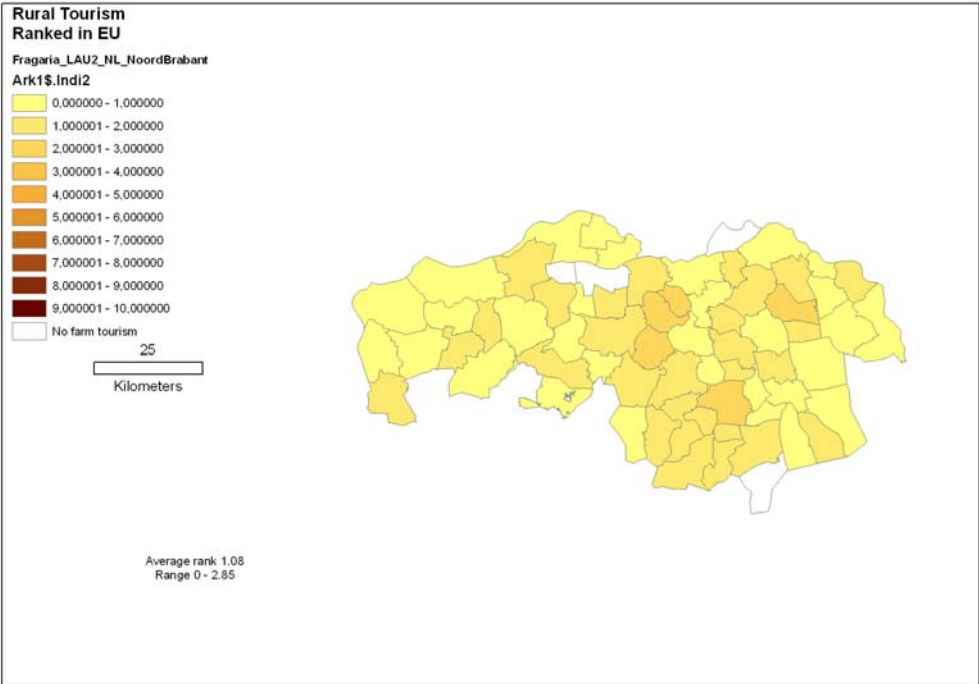 Rural Tourism
Ranked in EU
Fragaria_LAU2_NL_NoordBrabant
Ark1$.Indi2
0,000000 - 1,000000
1,000001 - 2,000000
2,000001 - 3,000000
3,000001 - 4,000000
4,000001 - 5,000000
5,000001 - 6,000000
6,000001 - 7,000000
7,000001 - 8,000000
8,000001 - 9,000000
9,000001 - 10,000000
No farm tourism
25
Kilometers
Average rank 1.08
Range 0 - 2.85